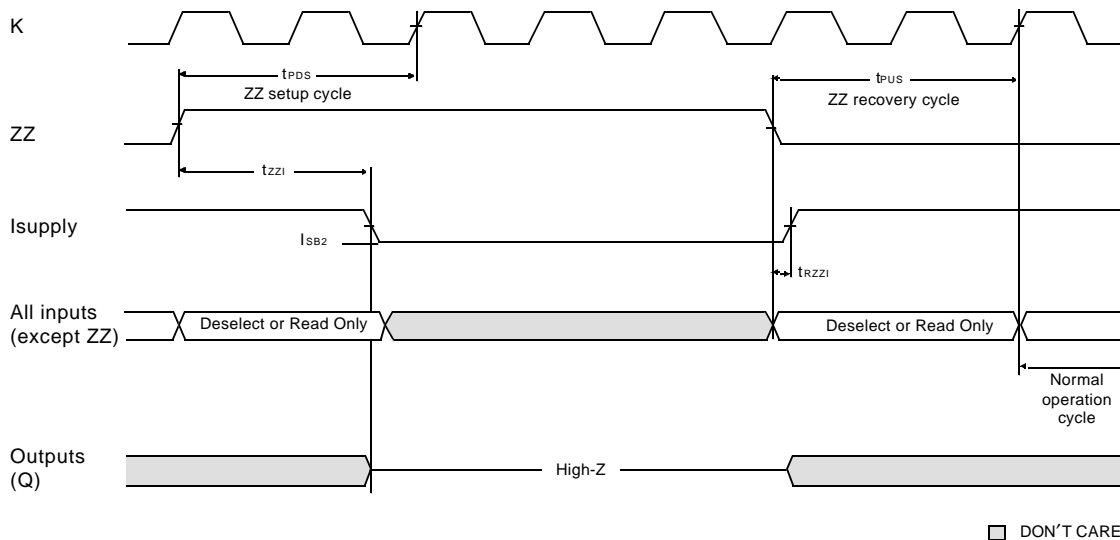 K
tPDS
ZZ setup cycle
tPUS
ZZ recovery cycle
ZZ
tZZI
Isupply
ISB2
tRZZI
All inputs
(except ZZ)
Deselect or Read Only
Deselect or Read Only
Normal
operation
cycle
Outputs
(Q)
High-Z
DON'T CARE